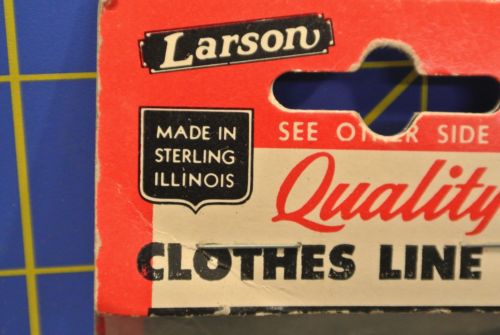 Larson
MADE IN
STERLING
ILLINOIS
SEE OTHER SIDE
Quality
CLOTHES LINE